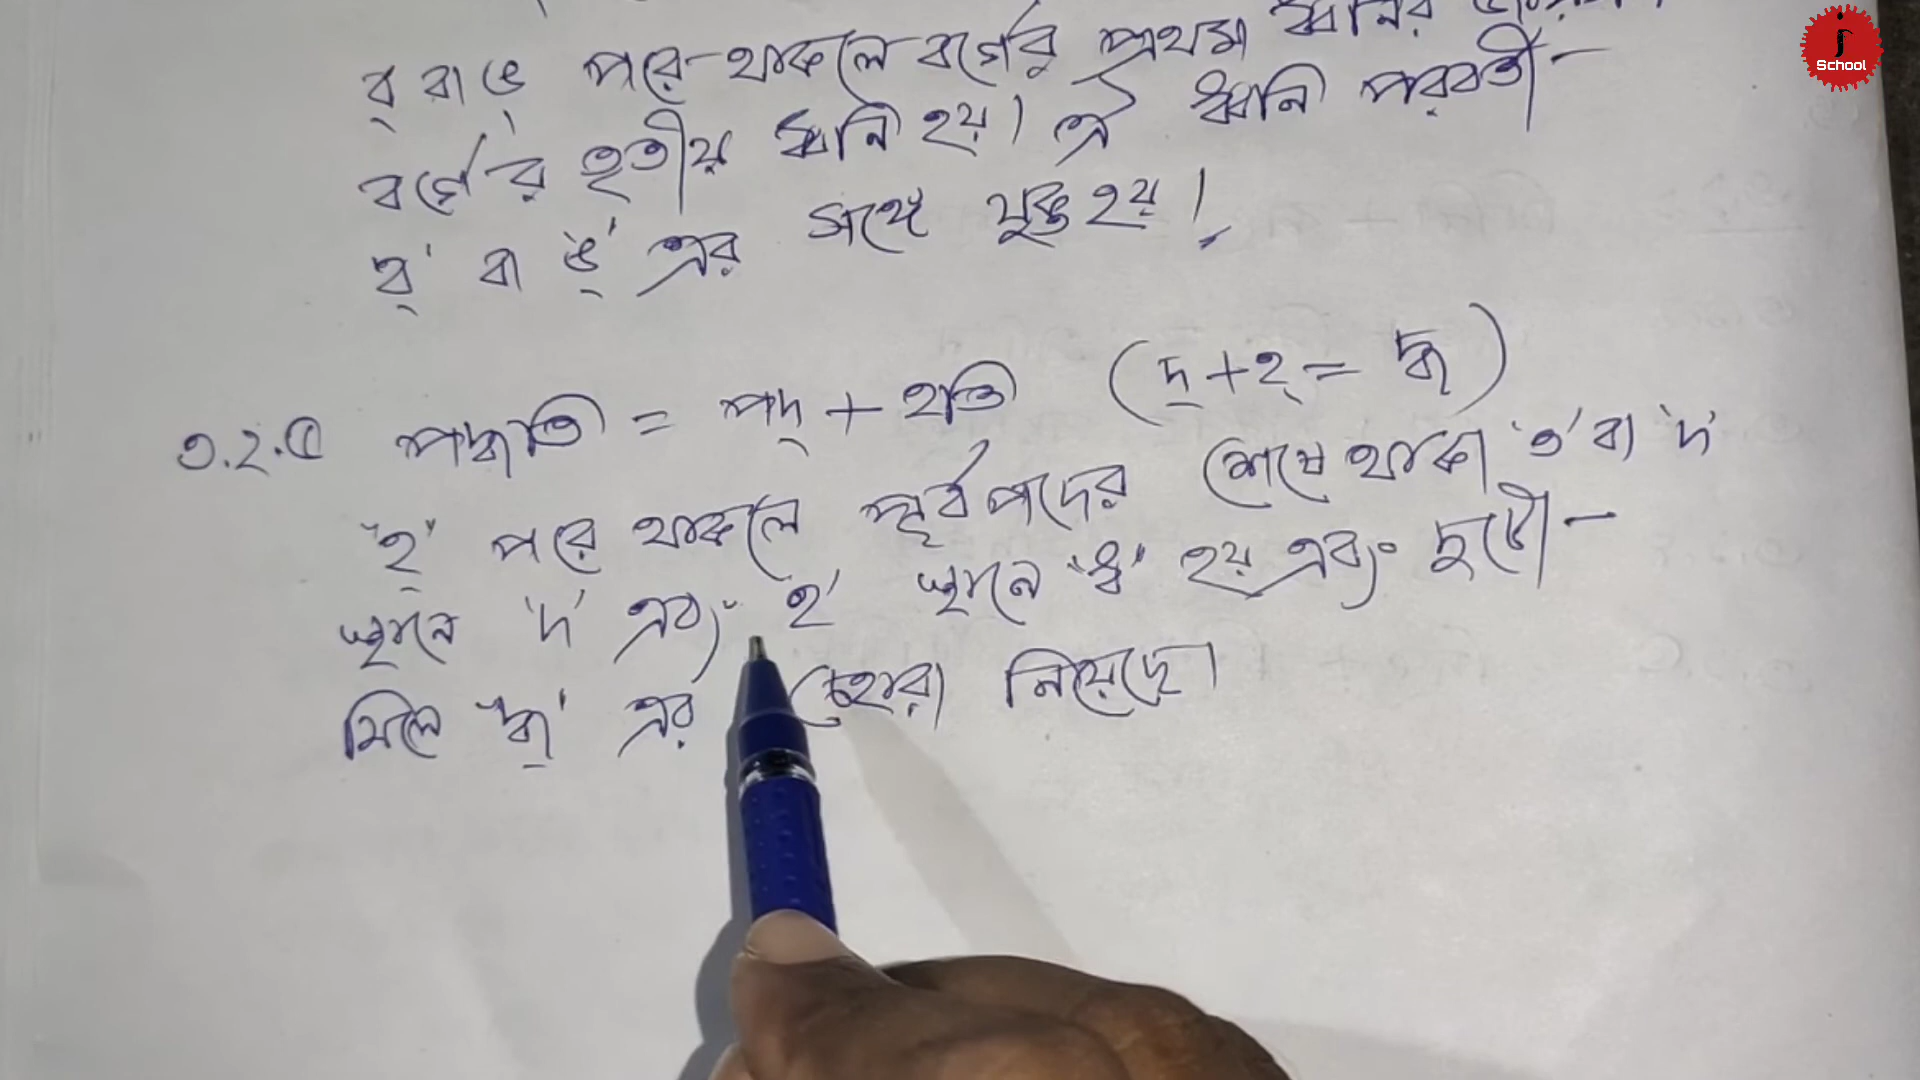 ব্ বা ভ্ পরে থাকলে বর্গের প্রথম ধ্বনির
বর্গের তৃতীয় ধ্বনি হয়। ঐ ধ্বনি পরবর্তী
ব্' বা 'ভ্' এর সঙ্গে যুক্ত হয়।
৩.২.৫ পদ্ধতি = পদ্ + হতি (দ্ + হ্ = দ্ধ)
"হ্" পরে থাকলে পূর্বপদের শেষে থাকা 'ত' বা 'দ'
স্থানে 'দ' এবং 'হ' স্থানে "ধ" হয় এবং দুটো
মিলে "দ্ধ" এর চেহারা নিয়েছে।
j
School